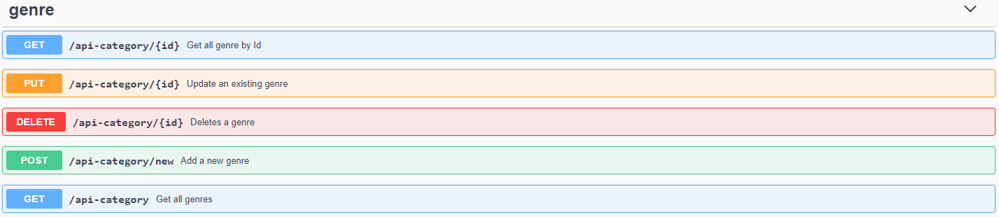 genre
GET /api-category/{id} Get all genre by Id
PUT /api-category/{id} Update an existing genre
DELETE /api-category/{id} Deletes a genre
POST /api-category/new Add a new genre
GET /api-category Get all genres